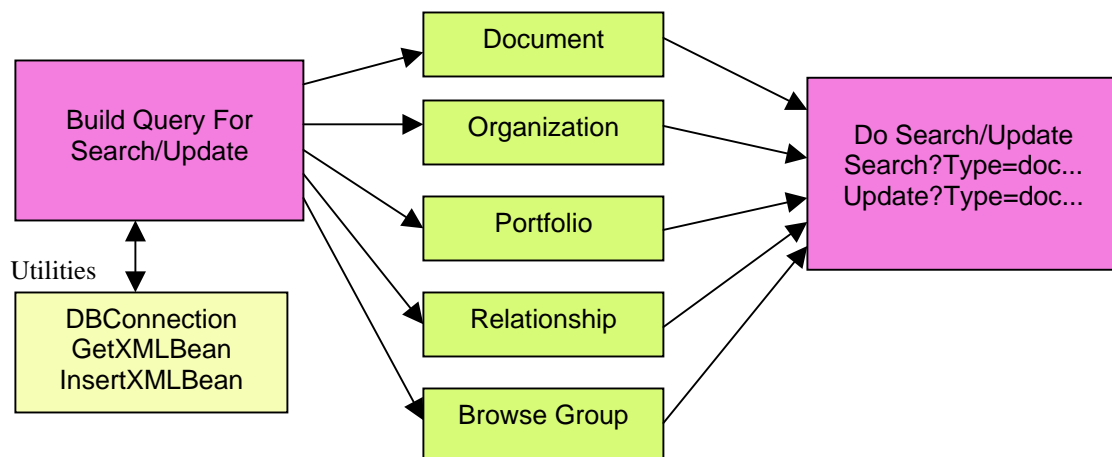 Build Query For
Search/Update
Utilities
DBConnection
GetXMLBean
InsertXMLBean
Document
Organization
Portfolio
Relationship
Browse Group
Do Search/Update
Search?Type=doc...
Update?Type=doc...